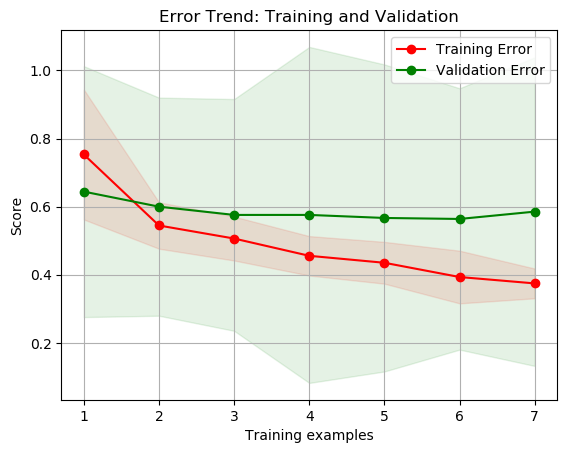 Error Trend: Training and Validation
Training Error
Validation Error
1.0
0.8
0.6
0.4
0.2
Score
1 2 3 4 5 6 7
Training examples